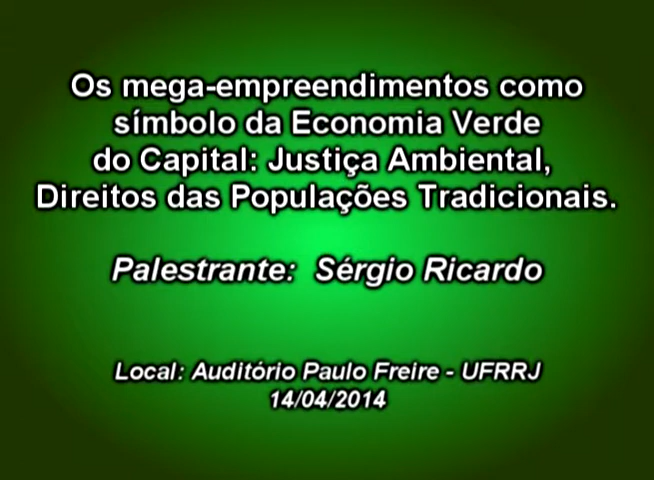 Os mega-empreendimentos como
símbolo da Economia Verde
do Capital: Justiça Ambiental,
Direitos das Populações Tradicionais.
Palestrante: Sérgio Ricardo
Local: Auditório Paulo Freire - UFRRJ
14/04/2014